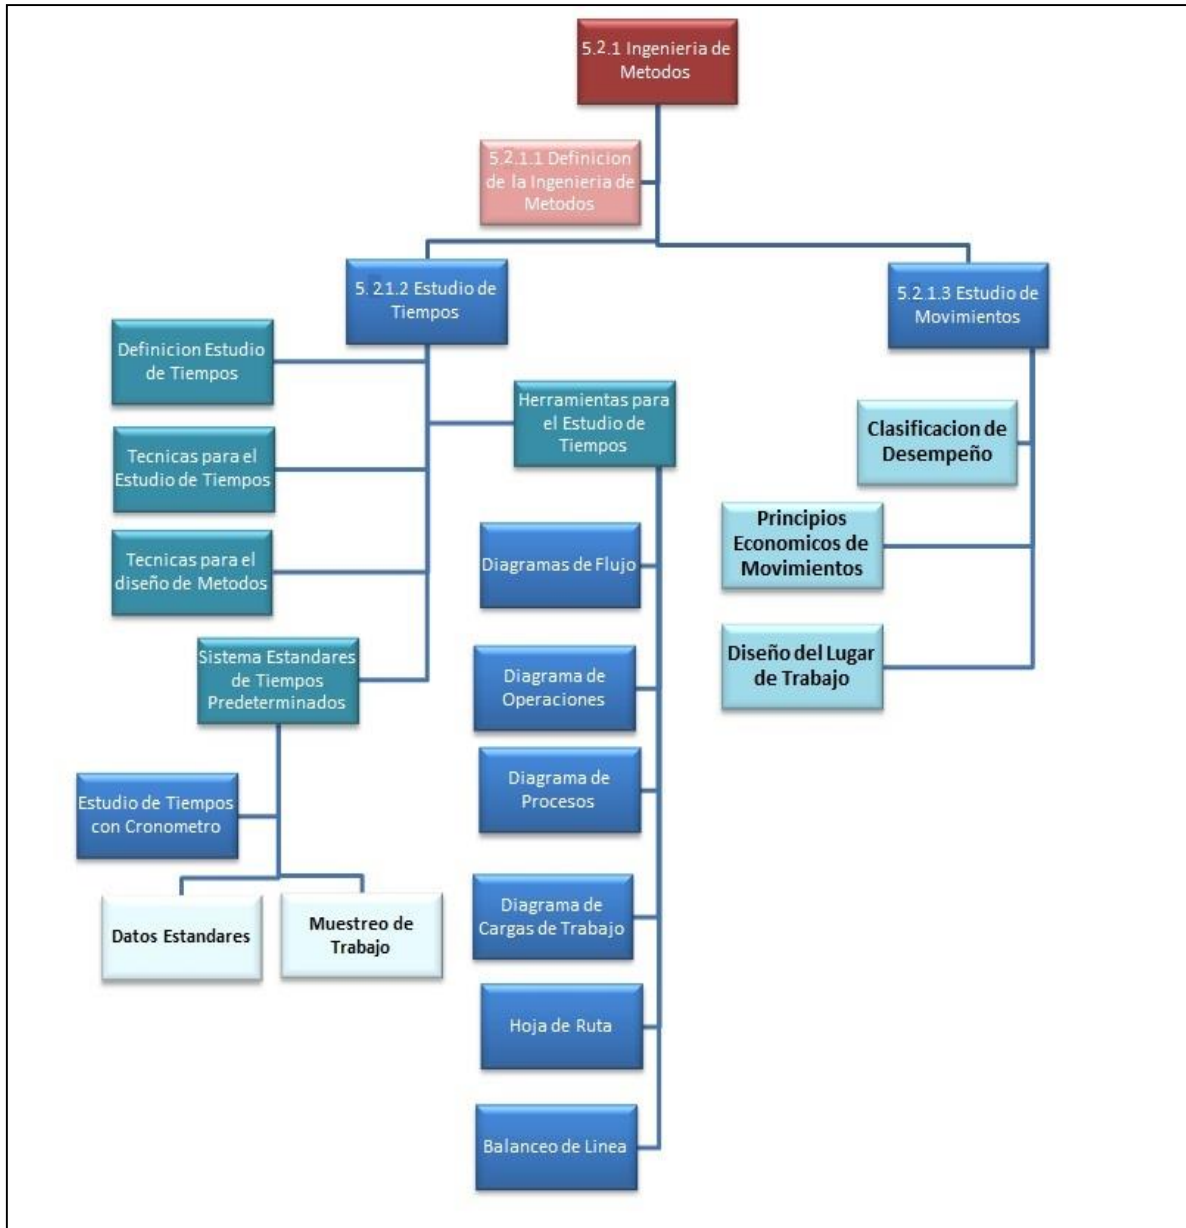 5.2.1 Ingenieria de
Metodos
5.2.1.1 Definicion
de la Ingenieria de
Metodos
5.2.1.2 Estudio de
Tiempos
Definicion Estudio
de Tiempos
Tecnicas para el
Estudio de Tiempos
Tecnicas para el
diseño de Metodos
Sistema Estandares
de Tiempos
Predeterminados
Estudio de Tiempos
con Cronometro
Datos Estandares
Muestreo de
Trabajo
Herramientas para
el Estudio de
Tiempos
Diagramas de Flujo
Diagrama de
Operaciones
Diagrama de
Procesos
Diagrama de
Cargas de Trabajo
Hoja de Ruta
Balanceo de Linea
5.2.1.3 Estudio de
Movimientos
Clasificacion de
Desempeño
Principios
Economicos de
Movimientos
Diseño del Lugar
de Trabajo